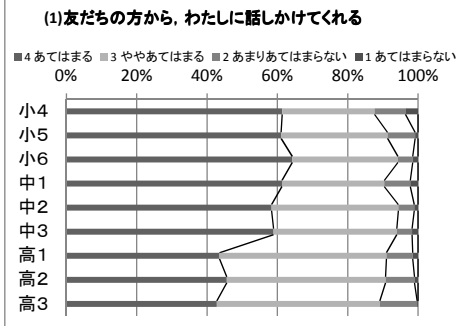 (1)友だちの方から，わたしに話しかけてくれる
■4 あてはまる ■3 ややあてはまる ■2 あまりあてはまらない ■1 あてはまらない
0% 20% 40% 60% 80% 100%
小4
小5
小6
中1
中2
中3
高1
高2
高3